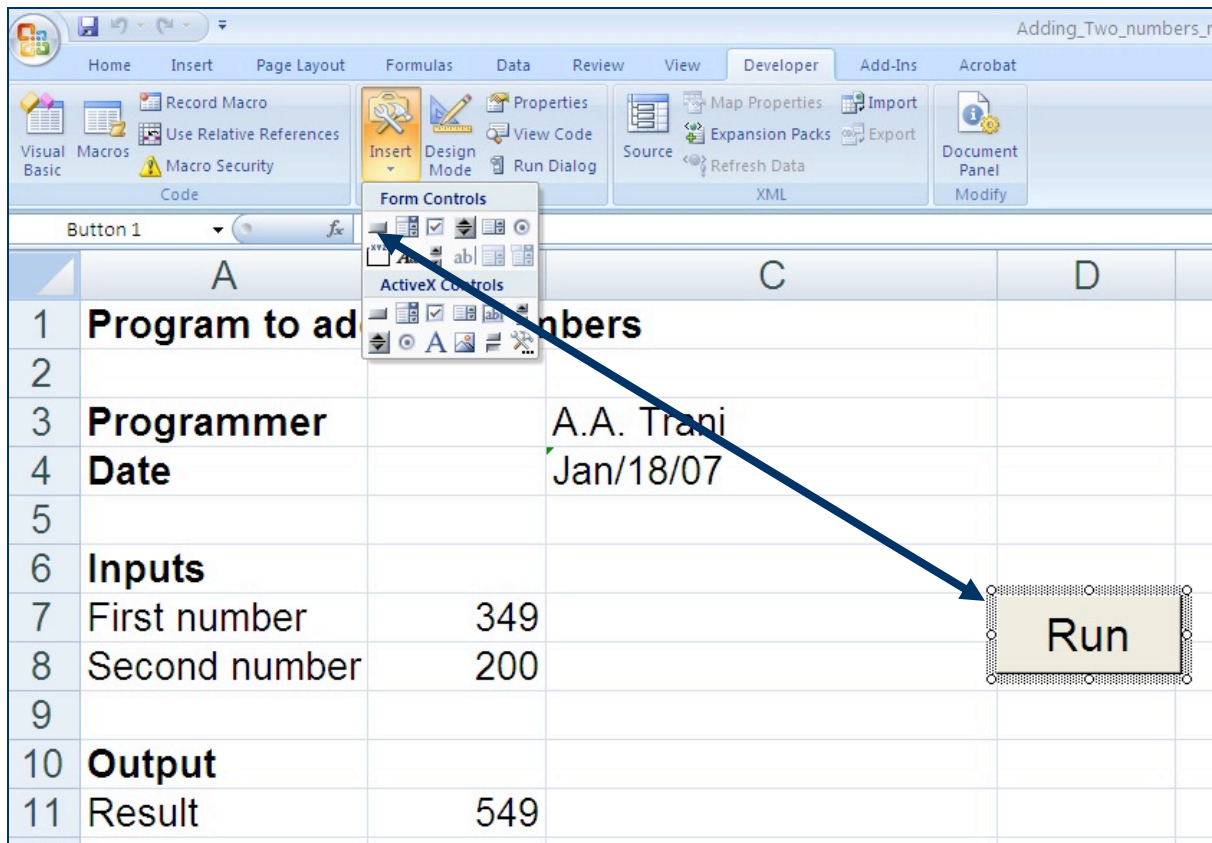 Adding_Two_numbers_
Home Insert Page Layout Formulas Data Review View Developer Add-Ins Acrobat
Visual Basic
Macros
Record Macro
Use Relative References
Macro Security
Code
Insert
Design Mode
Properties
View Code
Run Dialog
Source
Map Properties
Expansion Packs
Refresh Data
Import
Export
XML
Document Panel
Modify
Form Controls
ActiveX Controls
Button 1 fx
A C D
1 Program to ad mbers
2
3 Programmer A.A. Trani
4 Date Jan/18/07
5
6 Inputs
7 First number 349
8 Second number 200
Run
9
10 Output
11 Result 549